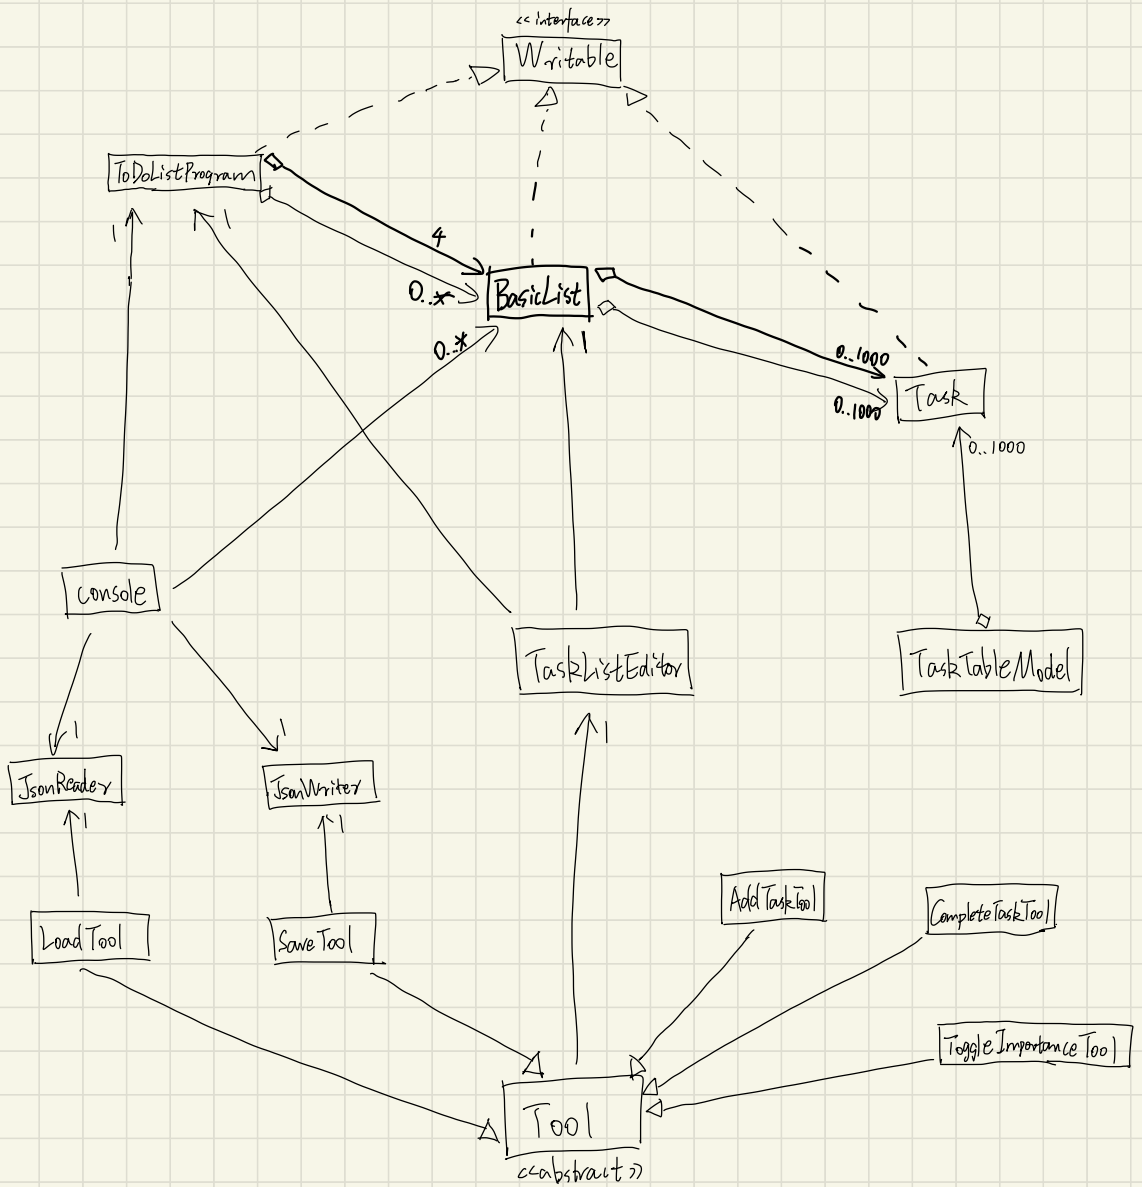 <<interface>>
Writable
ToDoListProgram
1
1
4
0..*
BasicList
0..*
1
0..1000
0..1000
Task
0..1000
console
TaskListEditor
TaskTableModel
1
1
1
JsonReader
JsonWriter
1
1
AddTaskTool
CompleteTaskTool
LoadTool
SaveTool
ToggleImportanceTool
Tool
<<abstract>>